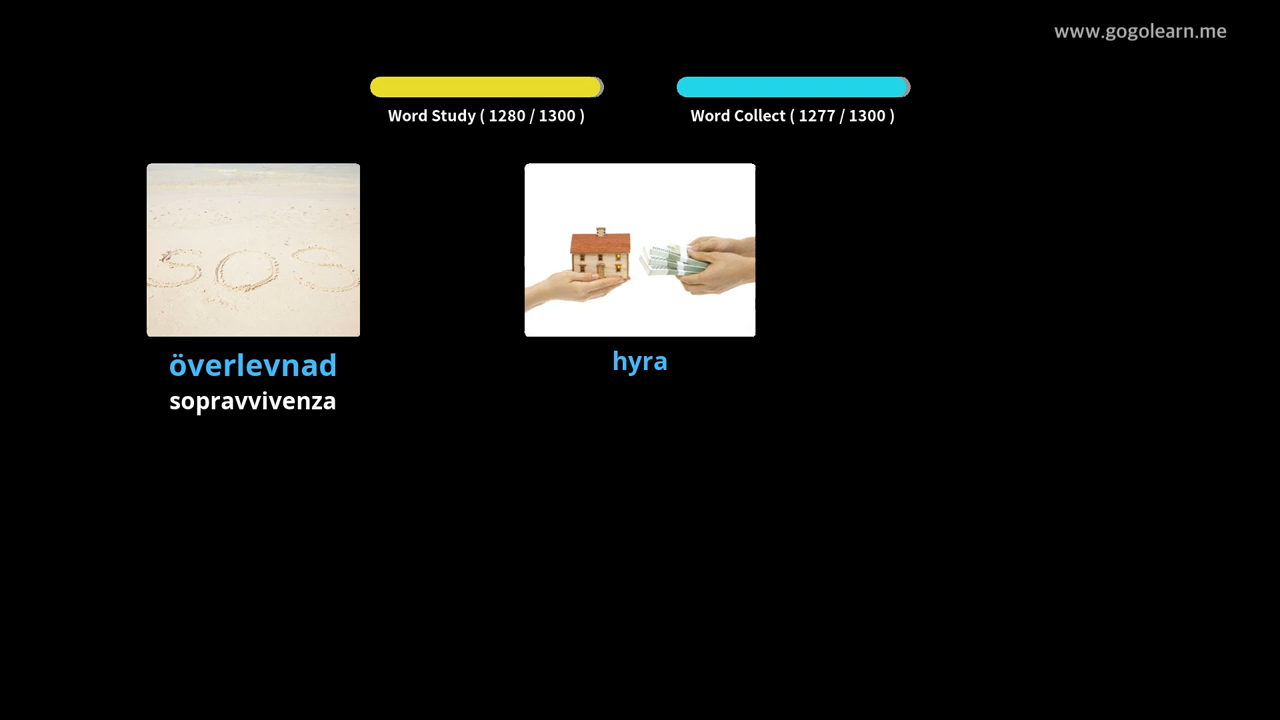 www.gogolearn.me
Word Study ( 1280 / 1300 )
Word Collect ( 1277 / 1300 )
SOS
överlevnad
sopravvivenza
hyra